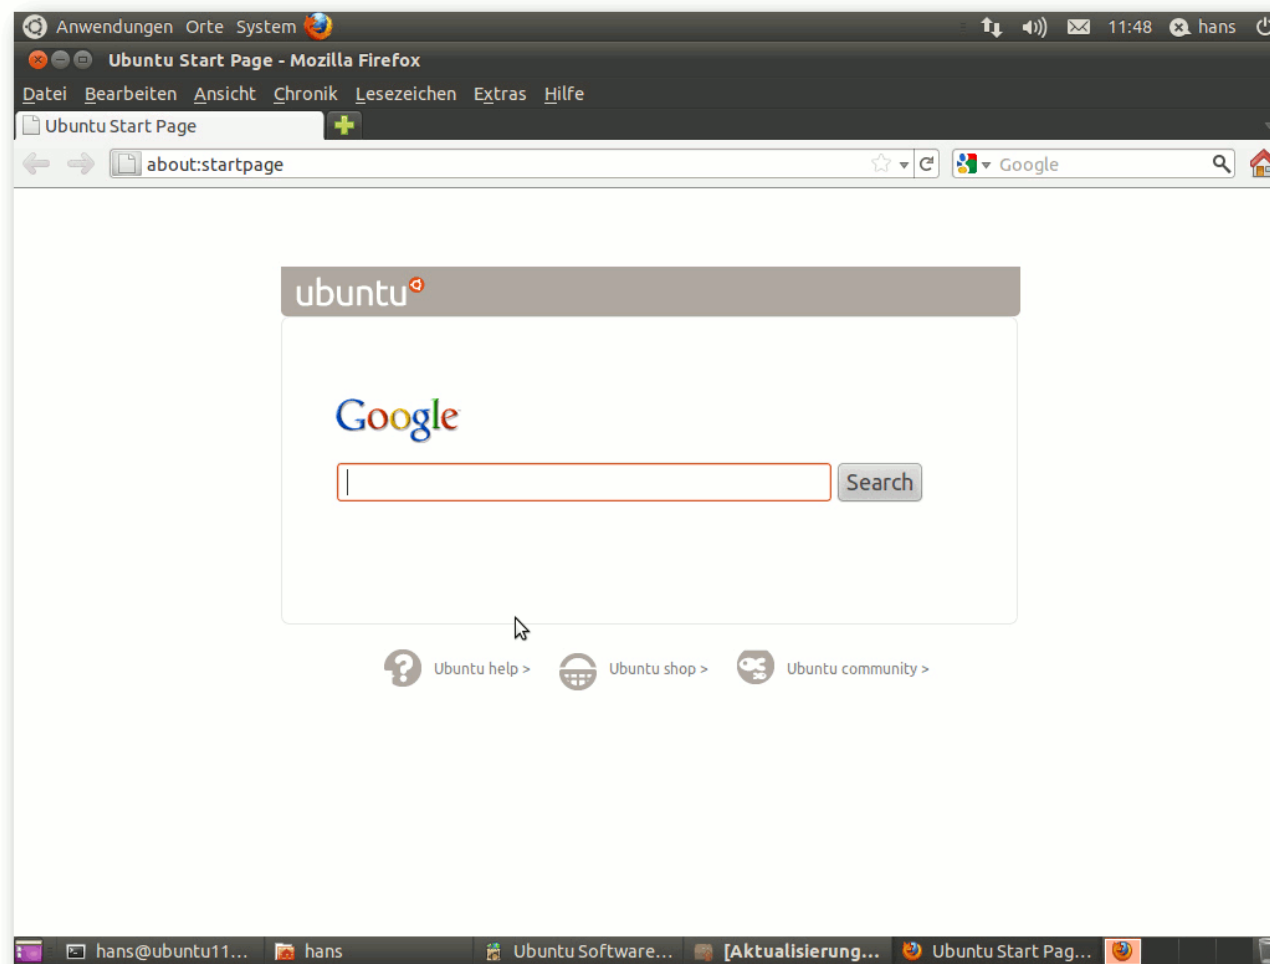 Anwendungen Orte System 11:48 hans
Ubuntu Start Page - Mozilla Firefox
Datei Bearbeiten Ansicht Chronik Lesezeichen Extras Hilfe
Ubuntu Start Page
about:startpage Google
ubuntu
Google
Search
Ubuntu help > Ubuntu shop > Ubuntu community >
hans@ubuntu11... hans Ubuntu Software... [Aktualisierung... Ubuntu Start Pag...